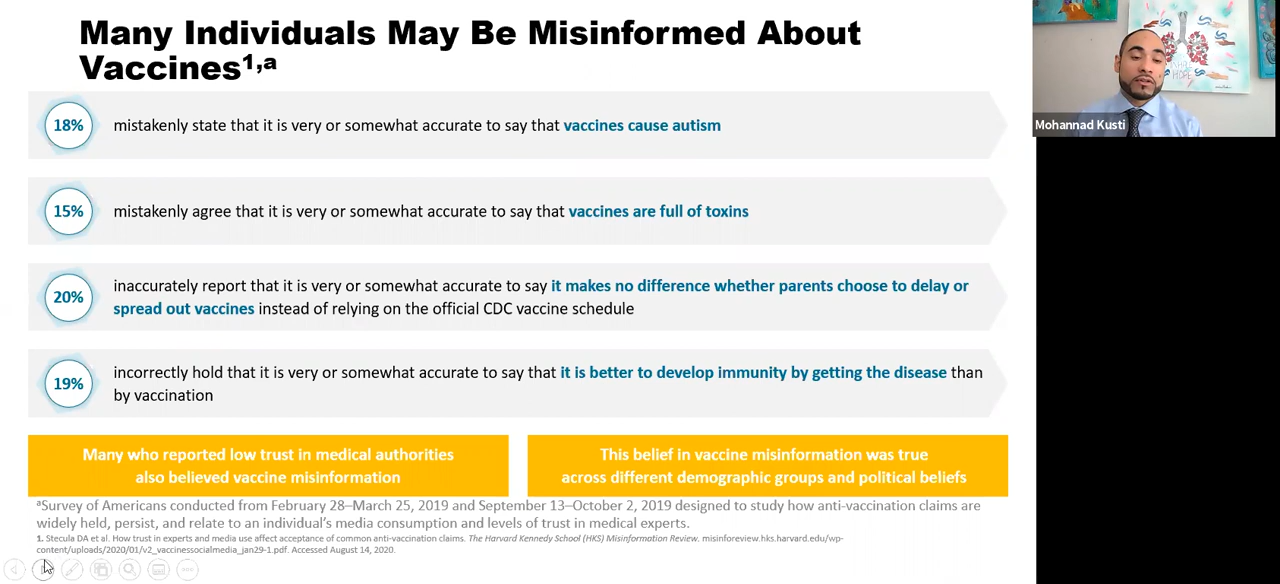 Many Individuals May Be Misinformed About
Vaccines1,a
18%
mistakenly state that it is very or somewhat accurate to say that vaccines cause autism
15%
mistakenly agree that it is very or somewhat accurate to say that vaccines are full of toxins
20%
inaccurately report that it is very or somewhat accurate to say it makes no difference whether parents choose to delay or
spread out vaccines instead of relying on the official CDC vaccine schedule
19%
incorrectly hold that it is very or somewhat accurate to say that it is better to develop immunity by getting the disease than
by vaccination
Many who reported low trust in medical authorities
also believed vaccine misinformation
This belief in vaccine misinformation was true
across different demographic groups and political beliefs
aSurvey of Americans conducted from February 28–March 25, 2019 and September 13–October 2, 2019 designed to study how anti-vaccination claims are
widely held, persist, and relate to an individual's media consumption and levels of trust in medical experts.
1. Stecula DA et al. How trust in experts and media use affect acceptance of common anti-vaccination claims. The Harvard Kennedy School (HKS) Misinformation Review. misinforeview.hks.harvard.edu/wp-
content/uploads/2020/01/v2_vaccinessocialmedia_jan29-1.pdf. Accessed August 14, 2020.
HOPE
Mohannad Kusti